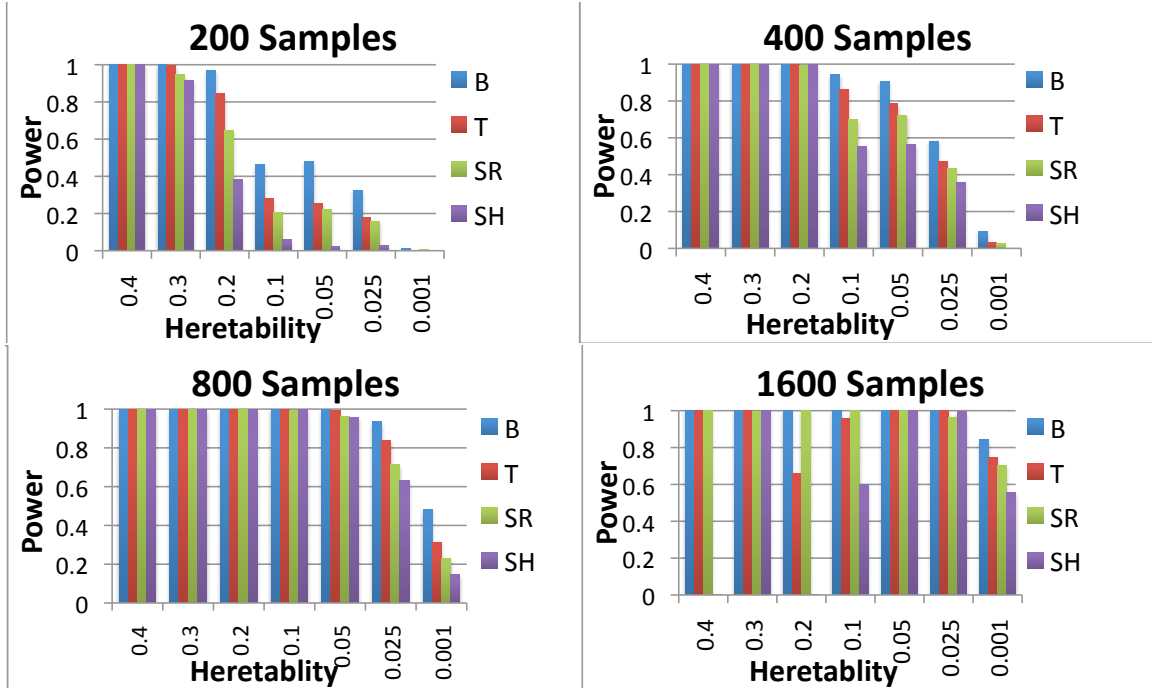 200 Samples
Power
1
0.8
0.6
0.4
0.2
0
0.4
0.3
0.2
0.1
0.05
0.025
0.001
Heretability
B
T
SR
SH
400 Samples
Power
1
0.8
0.6
0.4
0.2
0
0.4
0.3
0.2
0.1
0.05
0.025
0.001
Heretablity
B
T
SR
SH
800 Samples
Power
1
0.8
0.6
0.4
0.2
0
0.4
0.3
0.2
0.1
0.05
0.025
0.001
Heretablity
B
T
SR
SH
1600 Samples
Power
1
0.8
0.6
0.4
0.2
0
0.4
0.3
0.2
0.1
0.05
0.025
0.001
Heretablity
B
T
SR
SH